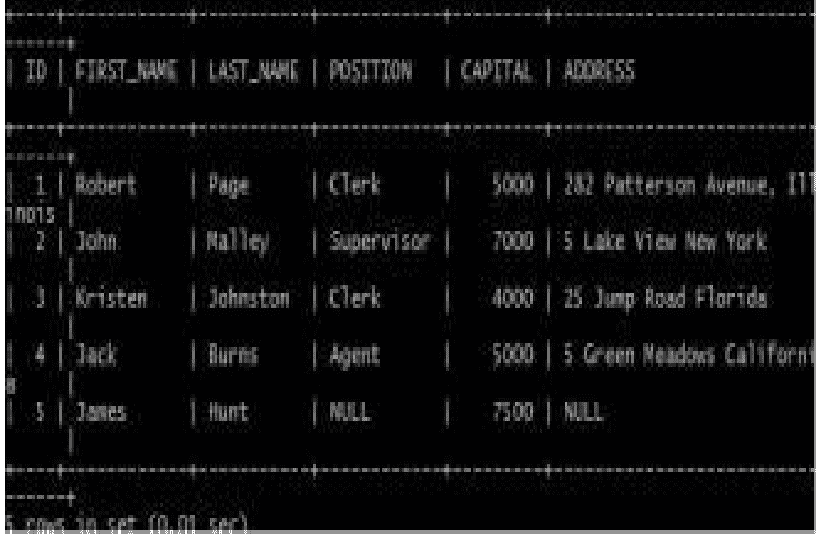 | ID | FIRST_NAME | LAST_NAME | POSITION | CAPITAL | ADDRESS
|
| 1 | Robert | Page | Clerk | 5000 | 282 Patterson Avenue, Ill
inois |
| 2 | John | Malley | Supervisor | 7000 | 5 Lake View New York
|
| 3 | Kristen | Johnston | Clerk | 4000 | 25 Jump Road Florida
|
| 4 | Jack | Burns | Agent | 5000 | 5 Green Meadows Californi
a |
| 5 | James | Hunt | NULL | 7500 | NULL
|
5 rows in set (0.01 sec)